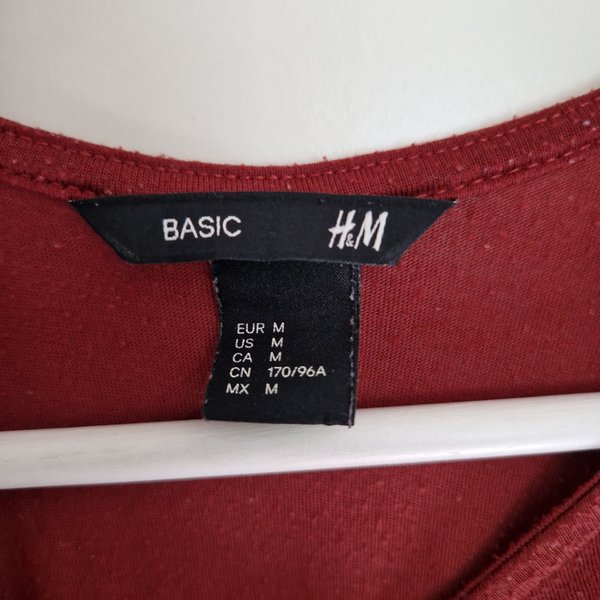 BASIC H&M
EUR M
US M
CA M
CN 170/96A
MX M